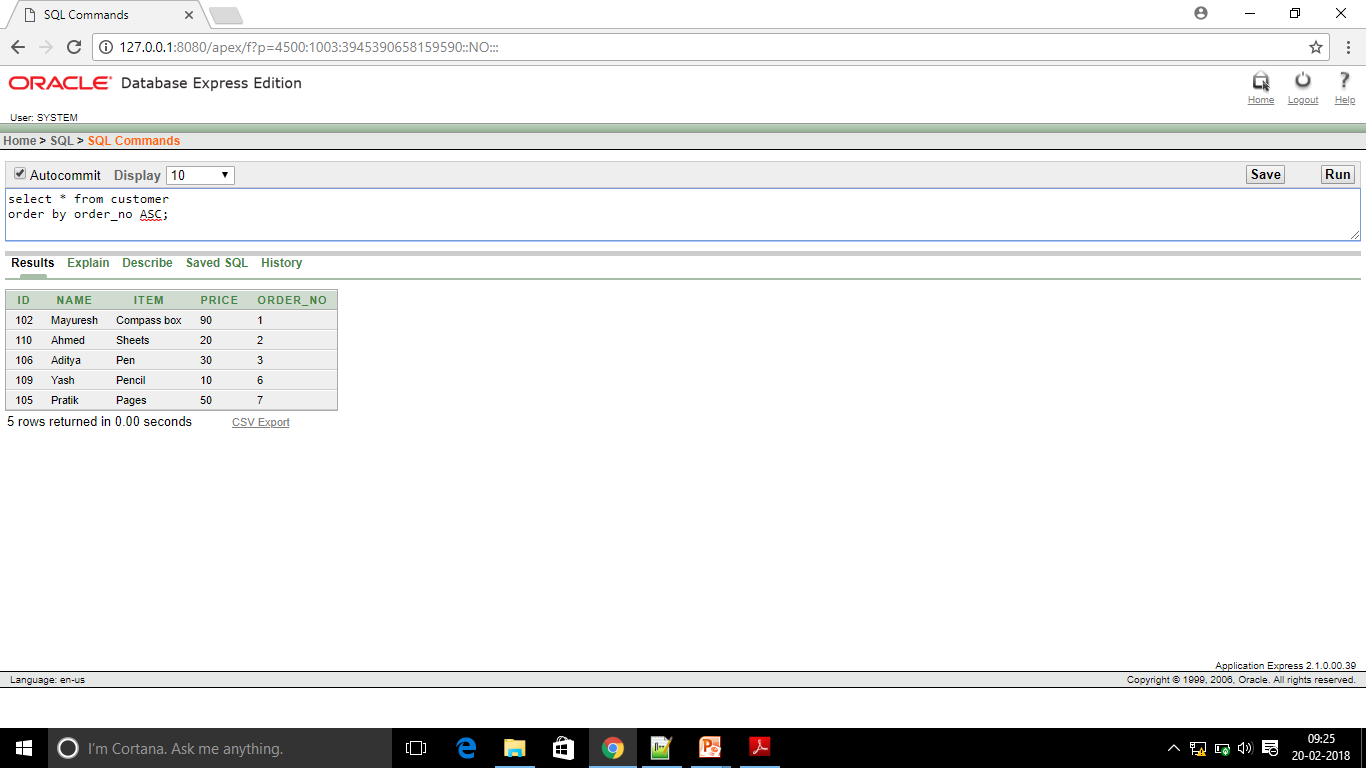 SQL Commands
127.0.0.1:8080/apex/f?p=4500:1003:3945390658159590::NO:::
ORACLE Database Express Edition
Home Logout Help
User: SYSTEM
Home > SQL > SQL Commands
Autocommit Display 10 Save Run
select * from customer
order by order_no ASC;
Results Explain Describe Saved SQL History
ID NAME ITEM PRICE ORDER_NO
102 Mayuresh Compass box 90 1
110 Ahmed Sheets 20 2
106 Aditya Pen 30 3
109 Yash Pencil 10 6
105 Pratik Pages 50 7
5 rows returned in 0.00 seconds CSV Export
Application Express 2.1.0.00.39
Language: en-us Copyright © 1999, 2006, Oracle. All rights reserved.
I'm Cortana. Ask me anything.
09:25
20-02-2018